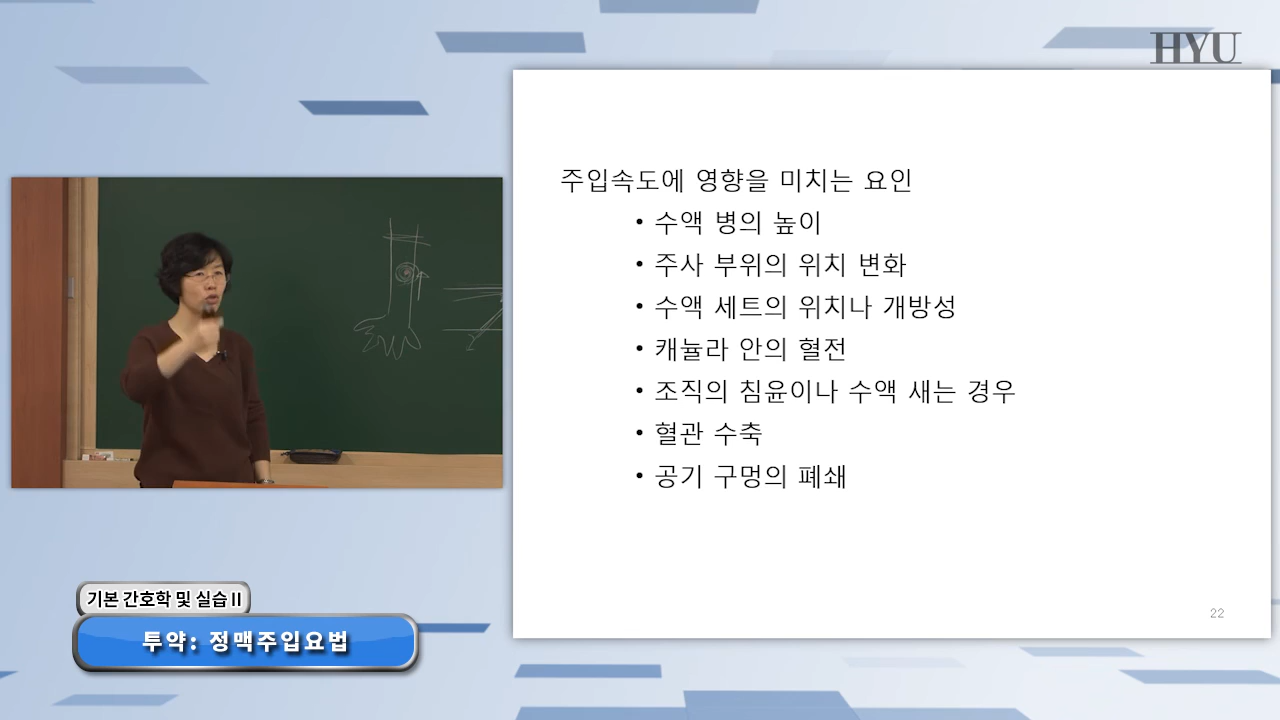 HYU
주입속도에 영향을 미치는 요인
• 수액 병의 높이
• 주사 부위의 위치 변화
• 수액 세트의 위치나 개방성
• 캐뉼라 안의 혈전
• 조직의 침윤이나 수액 새는 경우
• 혈관 수축
• 공기 구멍의 폐쇄
22
기본 간호학 및 실습 II
투약: 정맥주입요법